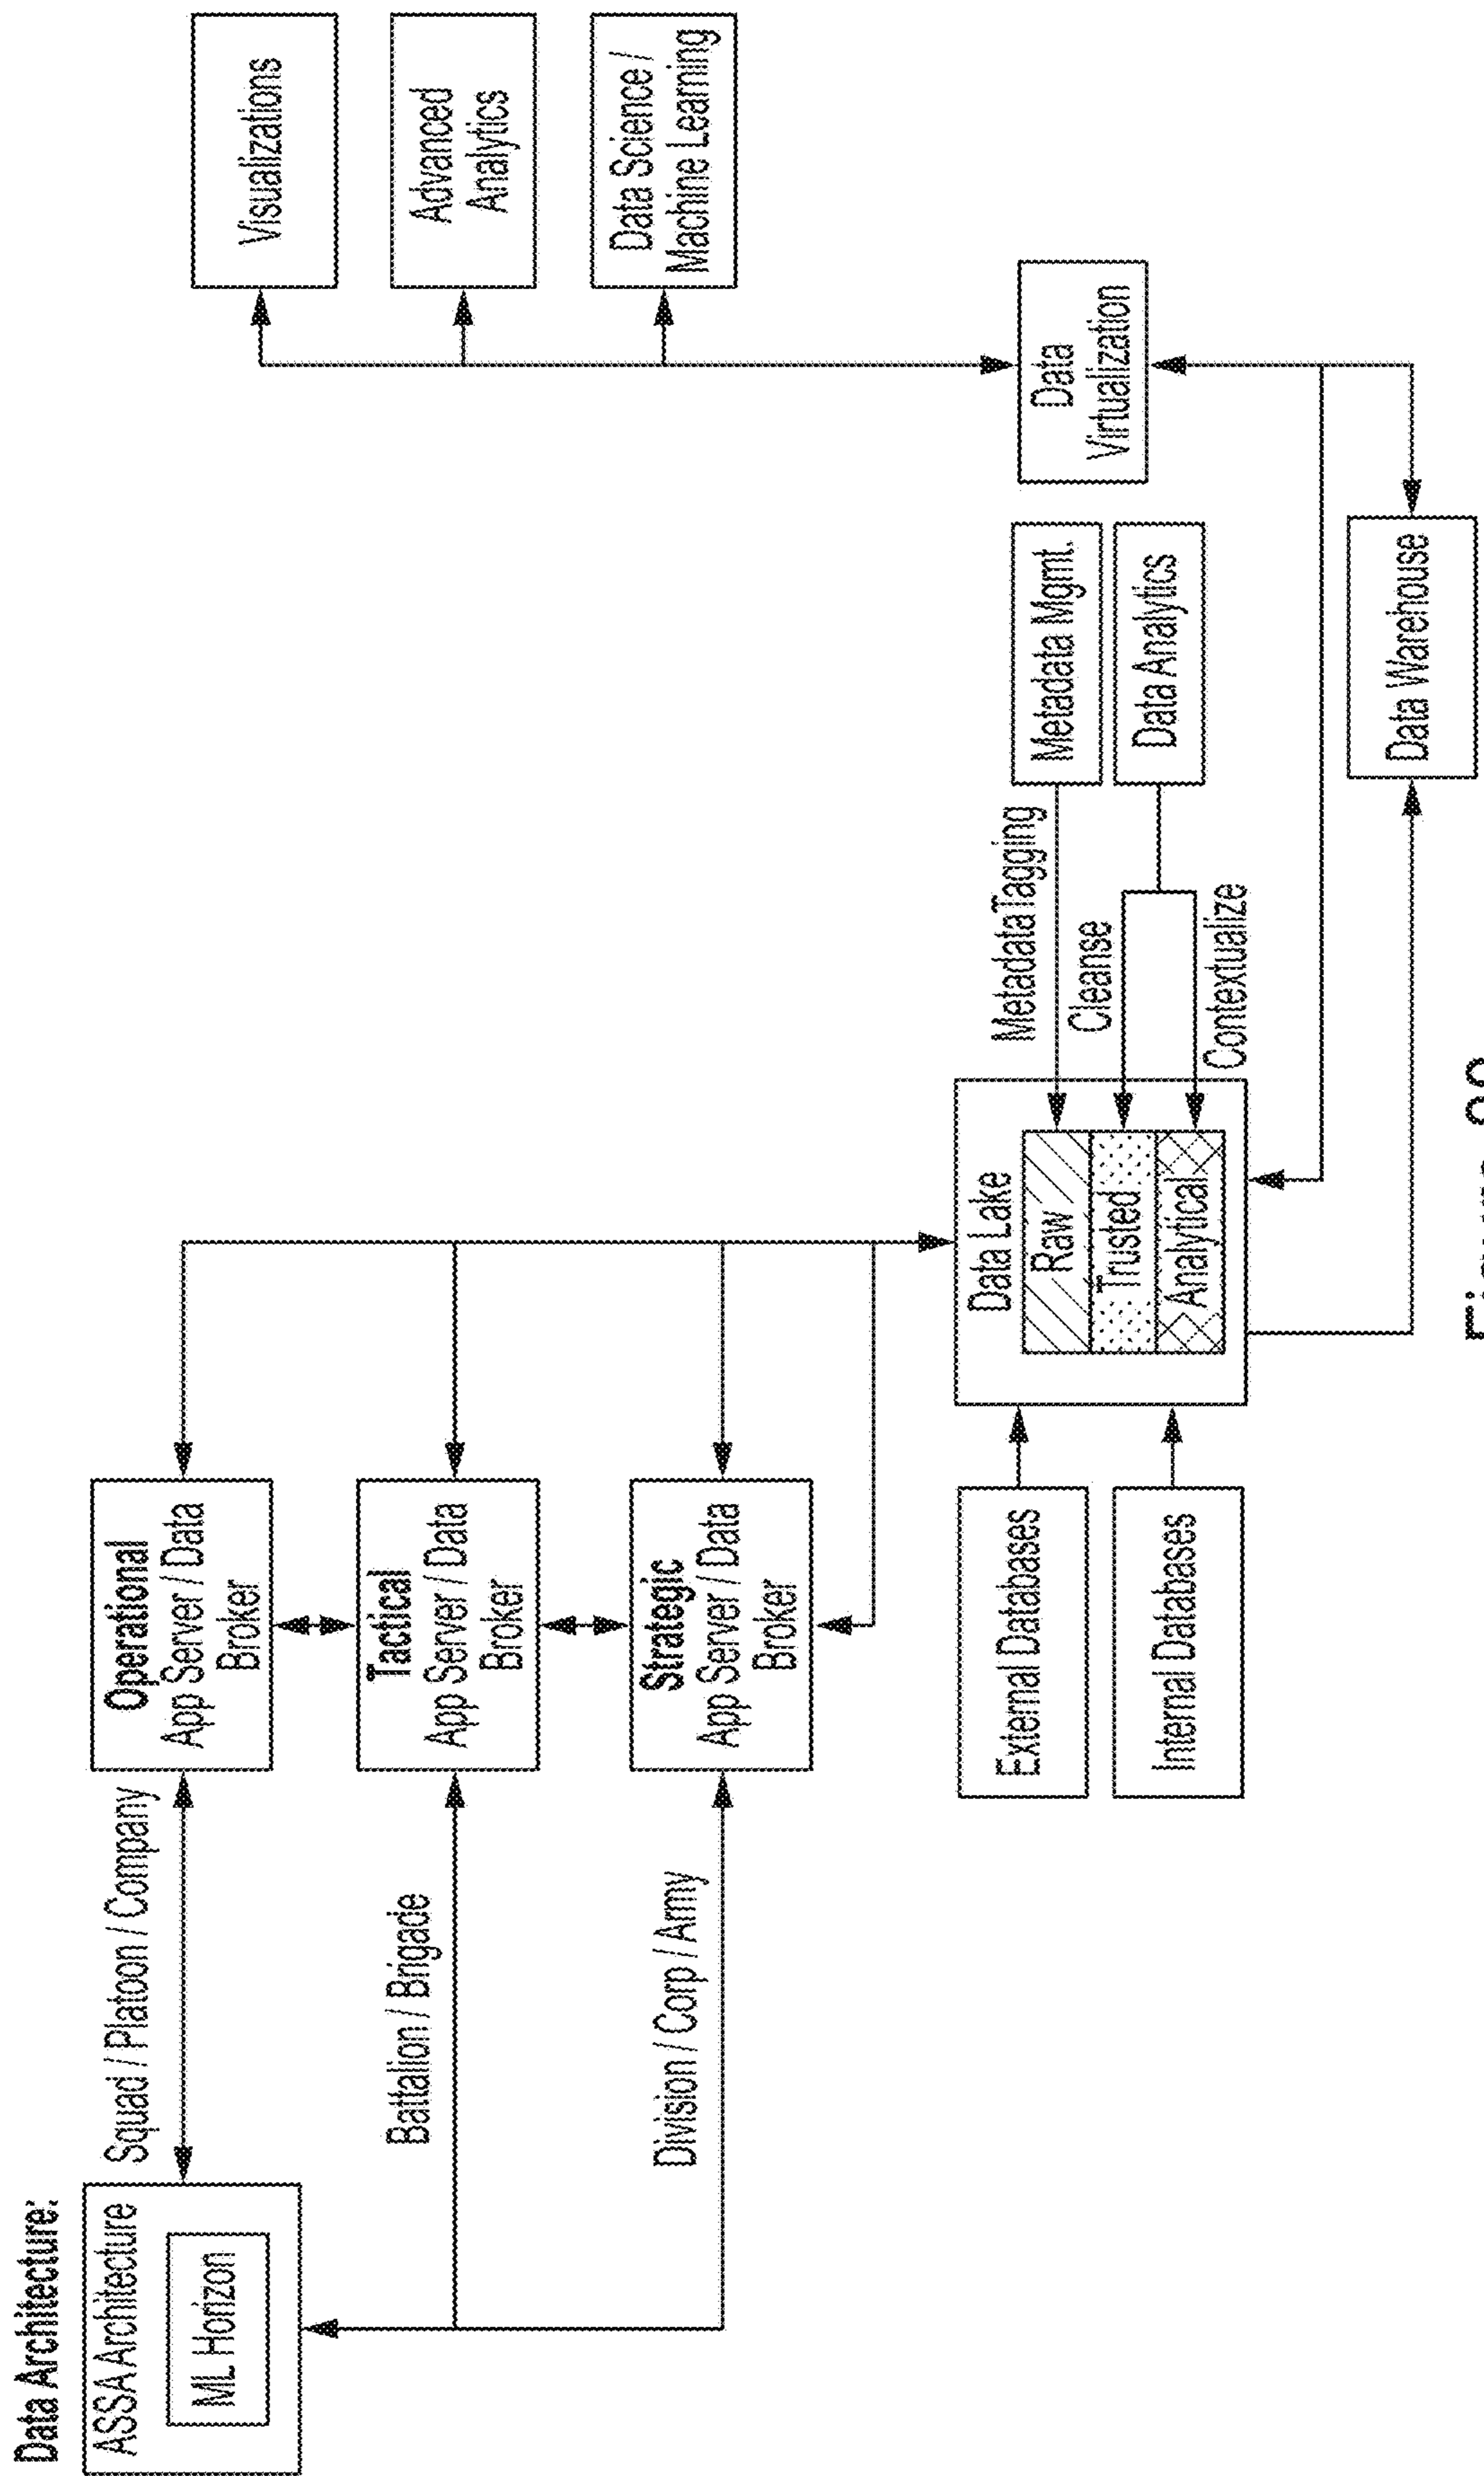 Data Architecture:
ASSA Architecture
ML Horizon
Squad / Platoon / Company
Battalion / Brigade
Division / Corp / Army
Operational
App Server / Data
Broker
Tactical
App Server / Data
Broker
Strategic
App Server / Data
Broker
External Databases
Internal Databases
Data Lake
Raw
Trusted
Analytical
MetadataTagging
Cleanse
Contextualize
Metadata Mgmt.
Data Analytics
Data Warehouse
Data
Virtualization
Visualizations
Advanced
Analytics
Data Science /
Machine Learning
Figure